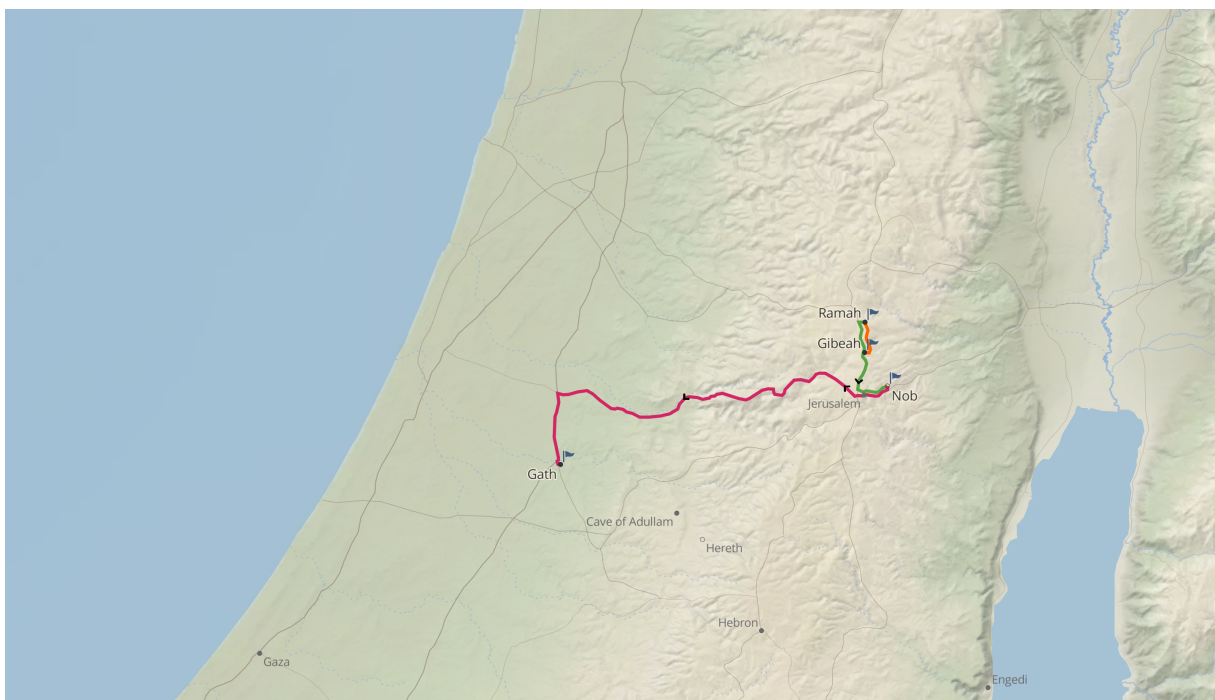 Ramah
Gibeah
Nob
Jerusalem
Gath
Cave of Adullam
Hereth
Hebron
Gaza
Engedi